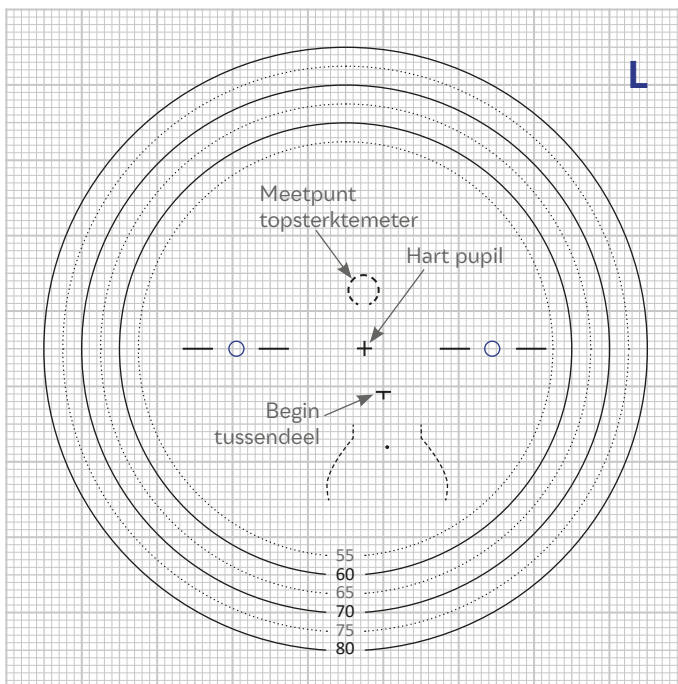 L
Meetpunt
topsterktemeter
Hart pupil
Begin
tussendeel
55
60
65
70
75
80